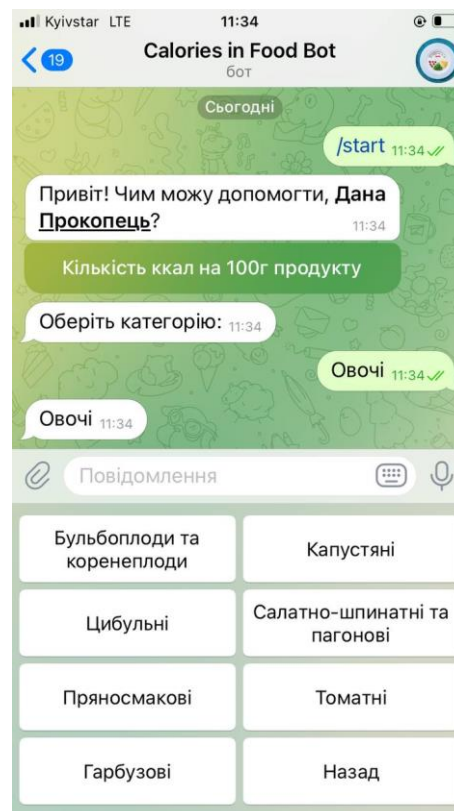 Kyivstar LTE 11:34
19 Calories in Food Bot
бот
Сьогодні
/start 11:34
Привіт! Чим можу допомогти, Дана
Прокопець? 11:34
Кількість ккал на 100г продукту
Оберіть категорію: 11:34
Овочі 11:34
Овочі 11:34
Повідомлення
Бульбоплоди та
коренеплоди
Капустяні
Цибульні
Салатно-шпинатні та
пагонові
Пряносмакові
Томатні
Гарбузові
Назад